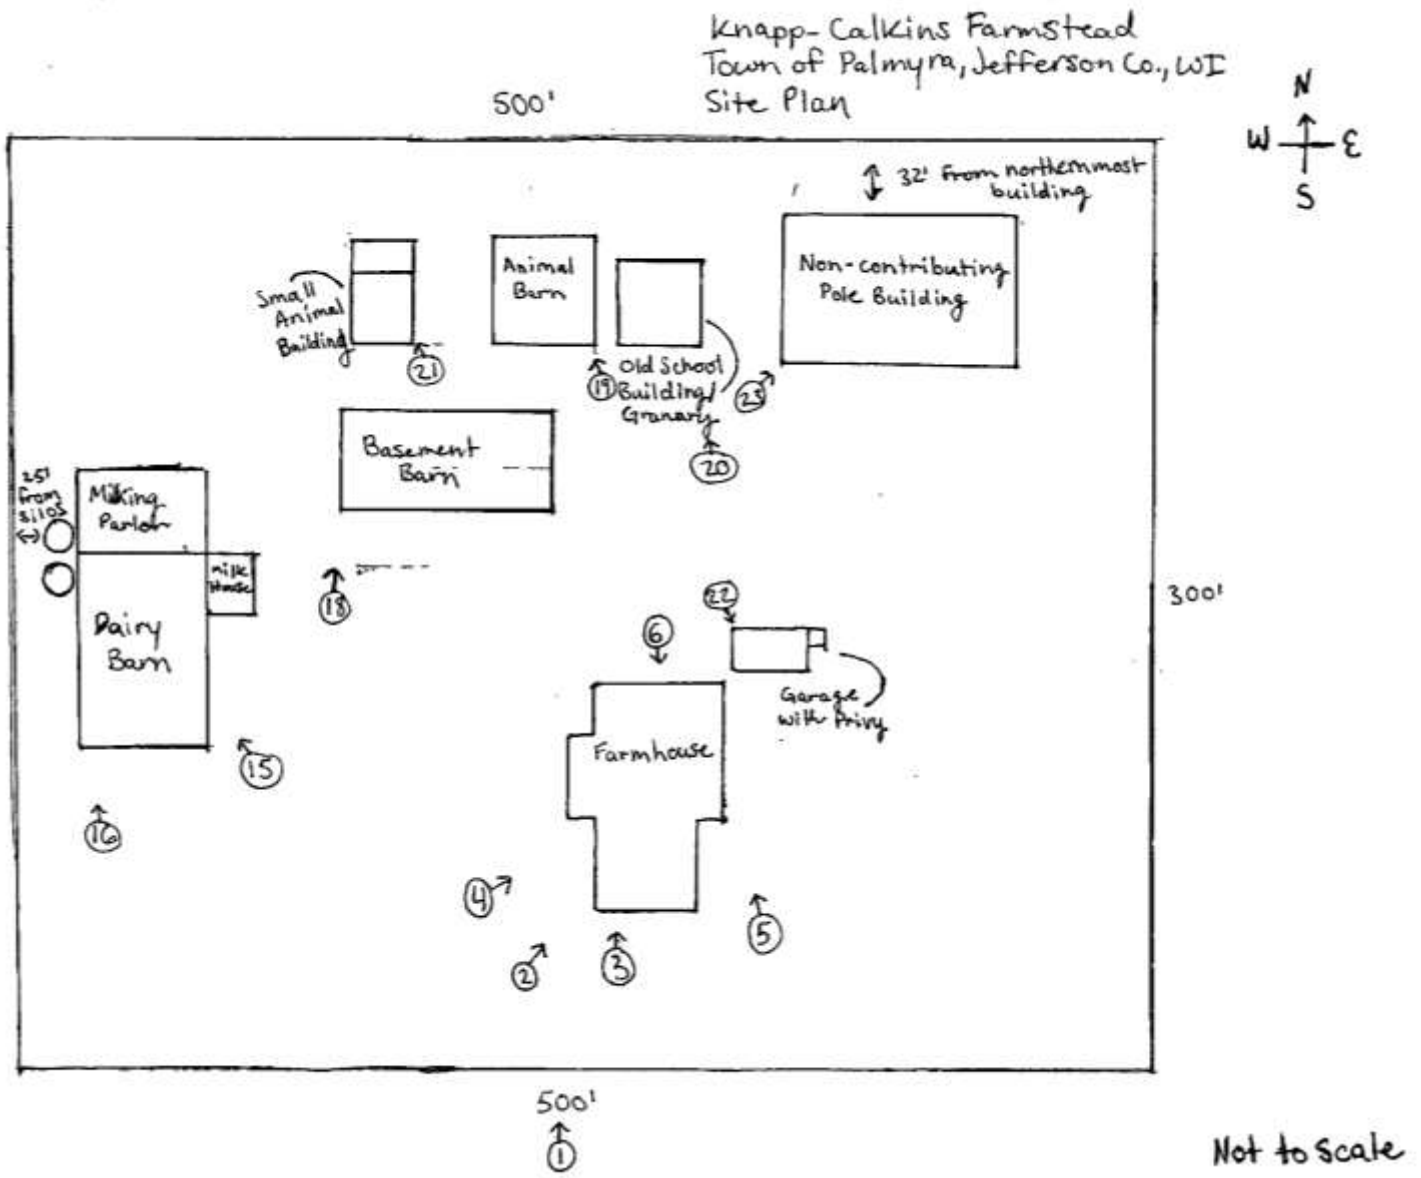 Knapp-Calkins Farmstead
Town of Palmyra, Jefferson Co., WI
Site Plan
500'
N
W
E
S
32' from northernmost
building
Small
Animal
Building
21
Animal
Barn
19
Old School
Building/
Granary
20
Non-contributing
Pole Building
23
Basement
Barn
25'
from
silos
Milking
Parlor
Milk
House
18
Dairy
Barn
15
16
22
6
300'
Garage
with Privy
Farmhouse
4
2
3
5
500'
1
Not to scale